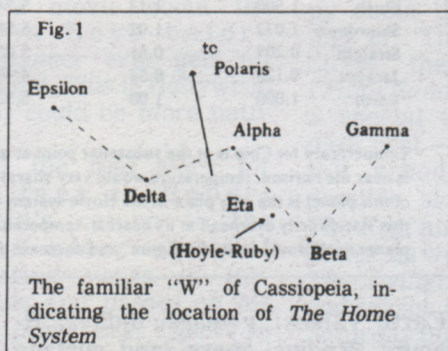 Fig. 1
to
Polaris
Epsilon
Alpha
Gamma
Delta
Eta
(Hoyle-Ruby)
Beta
The familiar "W" of Cassiopeia, in-
dicating the location of The Home
System